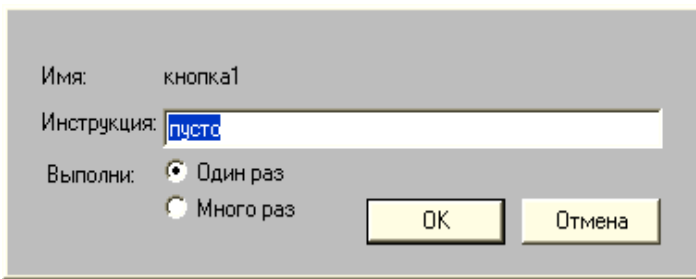 Имя: кнопка1
Инструкция: пусто
Выполни: Один раз
Много раз
OK Отмена